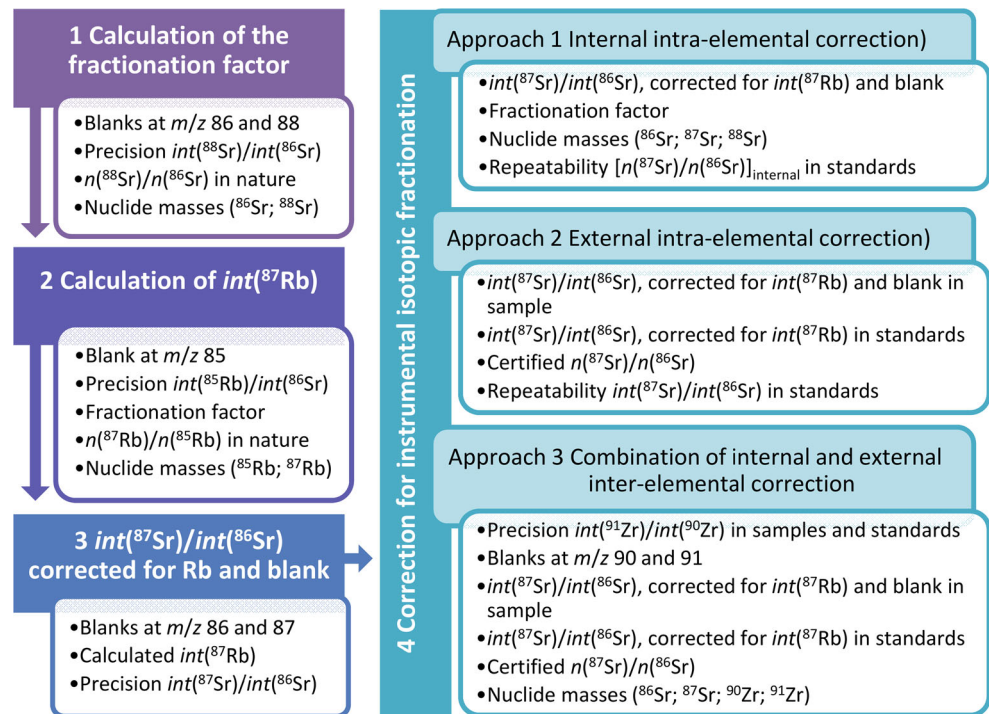 1 Calculation of the
fractionation factor
•Blanks at m/z 86 and 88
•Precision int(⁸⁸Sr)/int(⁸⁶Sr)
•n(⁸⁸Sr)/n(⁸⁶Sr) in nature
•Nuclide masses (⁸⁶Sr; ⁸⁸Sr)
2 Calculation of int(⁸⁷Rb)
•Blank at m/z 85
•Precision int(⁸⁵Rb)/int(⁸⁶Sr)
•Fractionation factor
•n(⁸⁷Rb)/n(⁸⁵Rb) in nature
•Nuclide masses (⁸⁵Rb; ⁸⁷Rb)
3 int(⁸⁷Sr)/int(⁸⁶Sr)
corrected for Rb and blank
•Blanks at m/z 86 and 87
•Calculated int(⁸⁷Rb)
•Precision int(⁸⁷Sr)/int(⁸⁶Sr)
4 Correction for instrumental isotopic fractionation
Approach 1 Internal intra-elemental correction)
•int(⁸⁷Sr)/int(⁸⁶Sr), corrected for int(⁸⁷Rb) and blank
•Fractionation factor
•Nuclide masses (⁸⁶Sr; ⁸⁷Sr; ⁸⁸Sr)
•Repeatability [n(⁸⁷Sr)/n(⁸⁶Sr)]internal in standards
Approach 2 External intra-elemental correction)
•int(⁸⁷Sr)/int(⁸⁶Sr), corrected for int(⁸⁷Rb) and blank in
sample
•int(⁸⁷Sr)/int(⁸⁶Sr), corrected for int(⁸⁷Rb) in standards
•Certified n(⁸⁷Sr)/n(⁸⁶Sr)
•Repeatability int(⁸⁷Sr)/int(⁸⁶Sr) in standards
Approach 3 Combination of internal and external
inter-elemental correction
•Precision int(⁹¹Zr)/int(⁹⁰Zr) in samples and standards
•Blanks at m/z 90 and 91
•int(⁸⁷Sr)/int(⁸⁶Sr), corrected for int(⁸⁷Rb) and blank in
sample
•int(⁸⁷Sr)/int(⁸⁶Sr), corrected for int(⁸⁷Rb) in standards
•Certified n(⁸⁷Sr)/n(⁸⁶Sr)
•Nuclide masses (⁸⁶Sr; ⁸⁷Sr; ⁹⁰Zr; ⁹¹Zr)